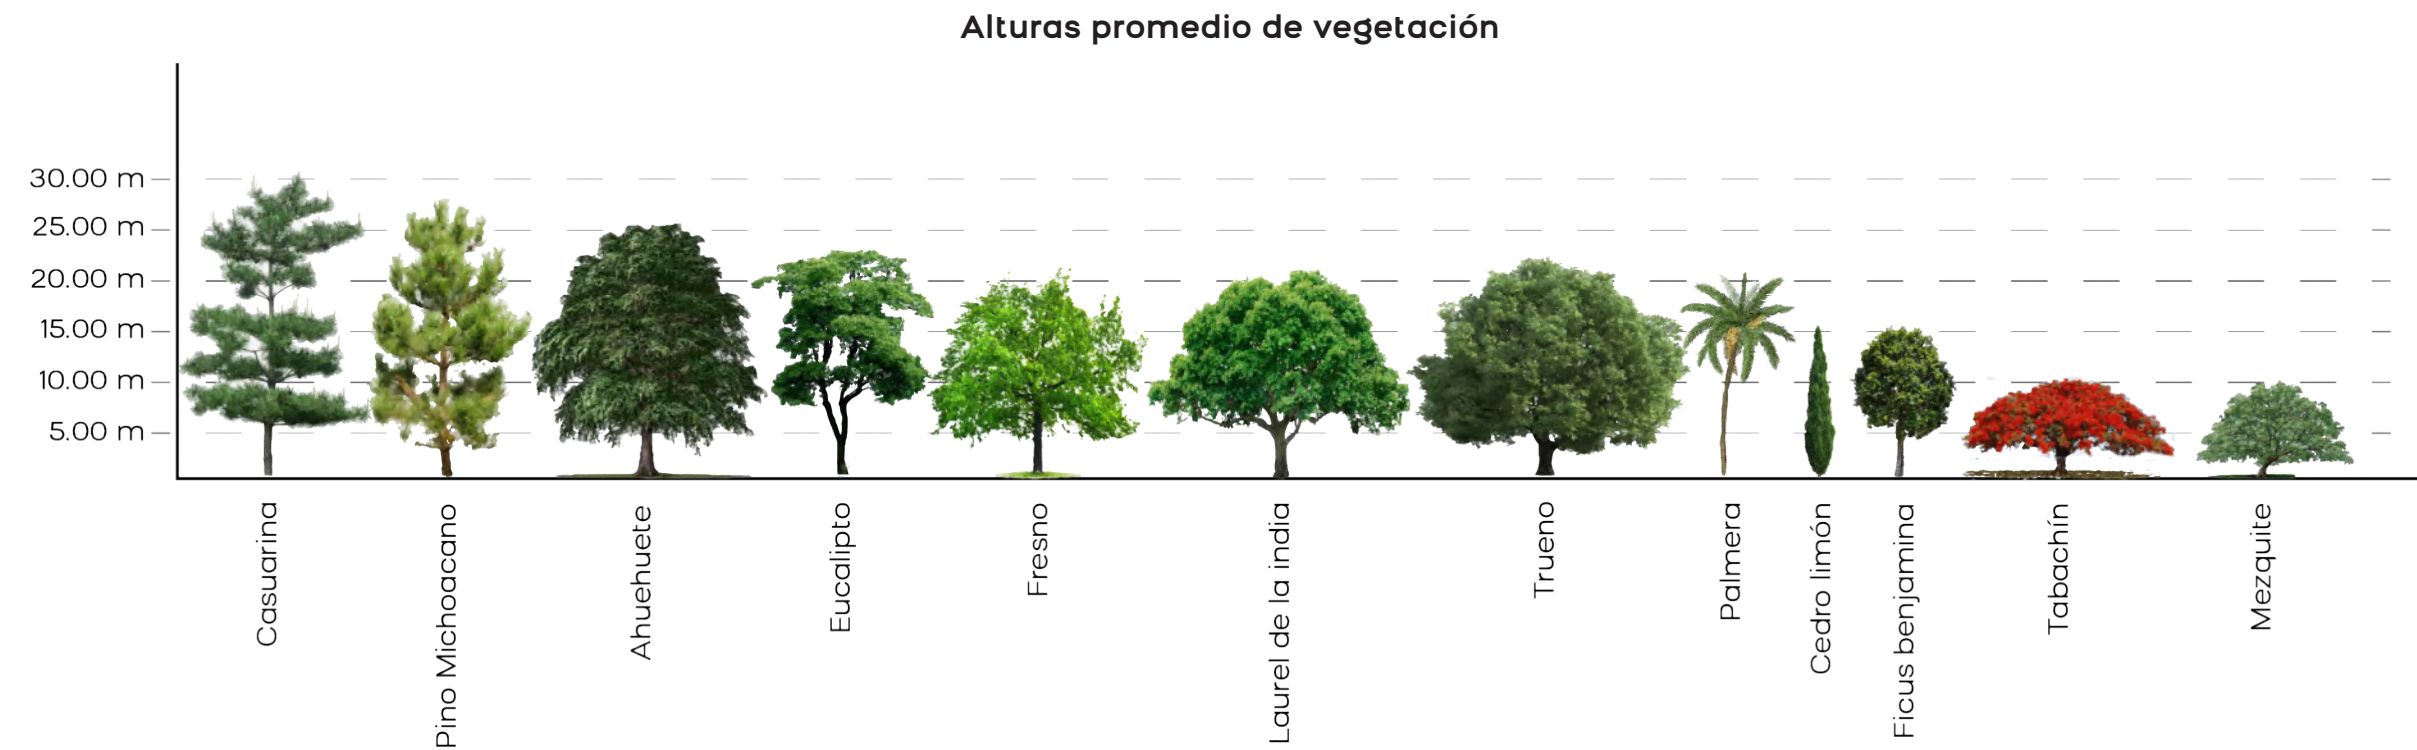 Alturas promedio de vegetación
30.00 m
25.00 m
20.00 m
15.00 m
10.00 m
5.00 m
Casuarina
Pino Michoacano
Ahuehuete
Eucalipto
Fresno
Laurel de la india
Trueno
Palmera
Cedro limón
Ficus benjamina
Tabachín
Mezquite